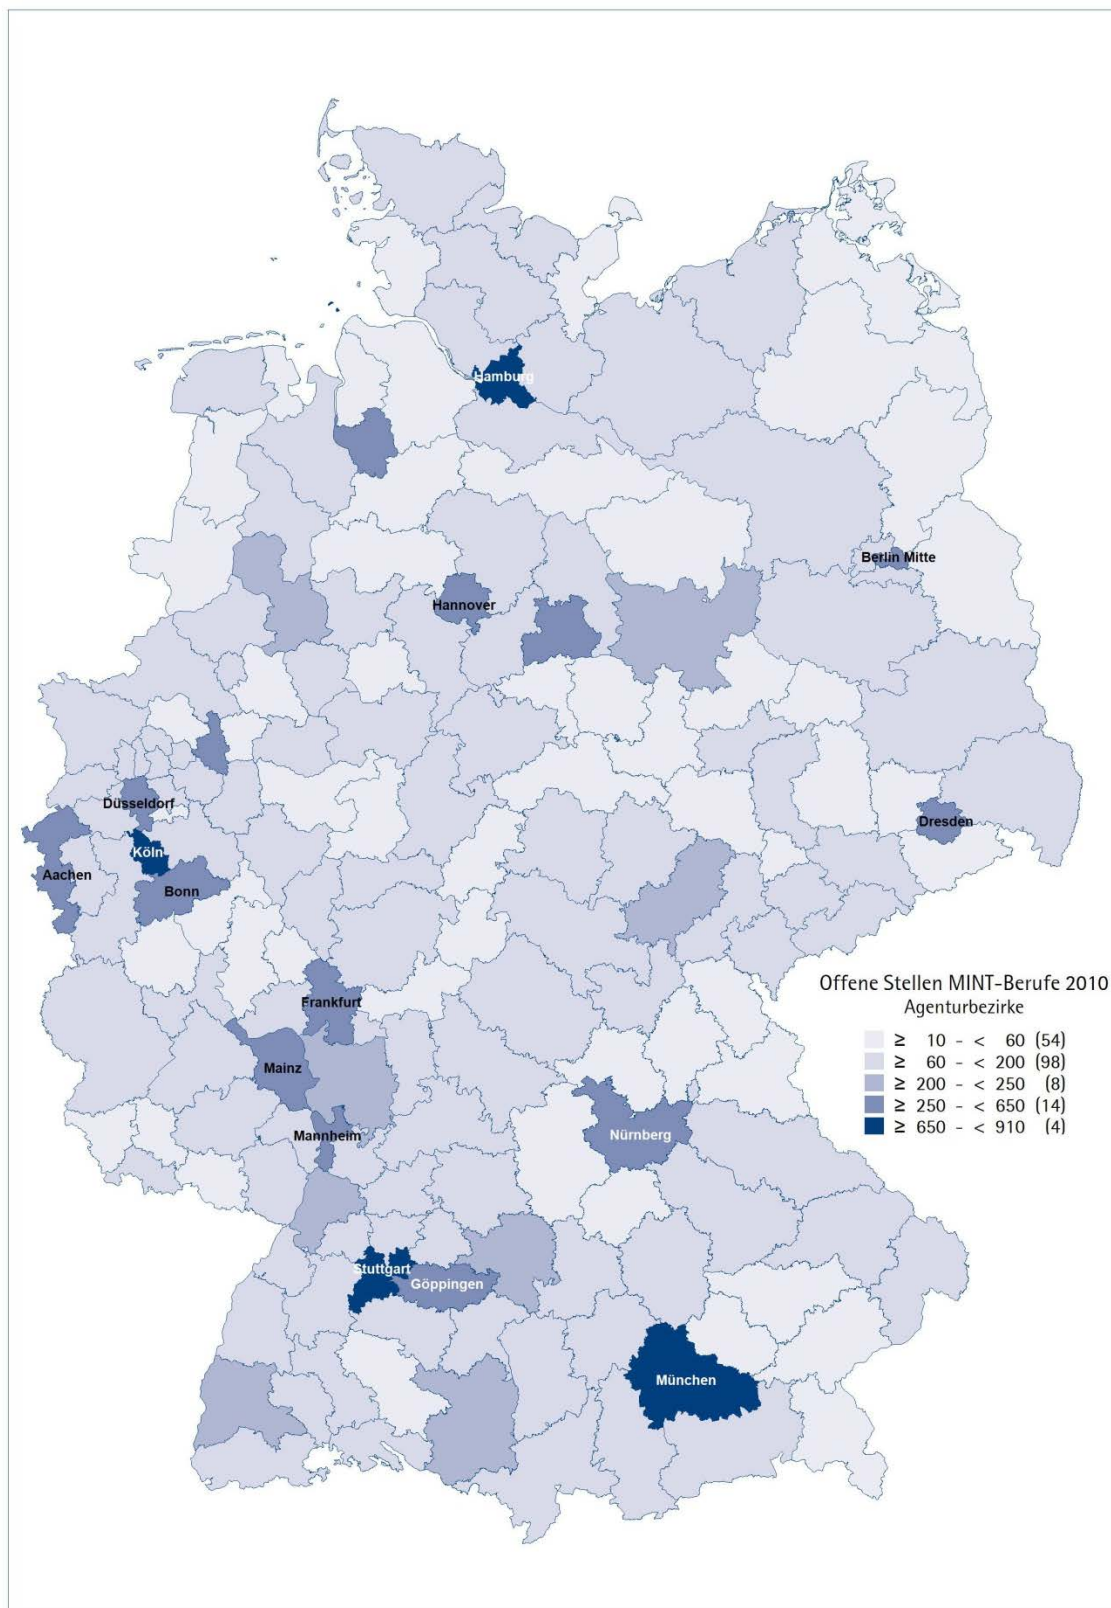 Hamburg
Berlin Mitte
Hannover
Düsseldorf
Dresden
Köln
Aachen
Bonn
Offene Stellen MINT-Berufe 2010
Agenturbezirke
≥ 10 - < 60 (54)
≥ 60 - < 200 (98)
≥ 200 - < 250 (8)
≥ 250 - < 650 (14)
≥ 650 - < 910 (4)
Frankfurt
Mainz
Mannheim
Nürnberg
Stuttgart
Göppingen
München